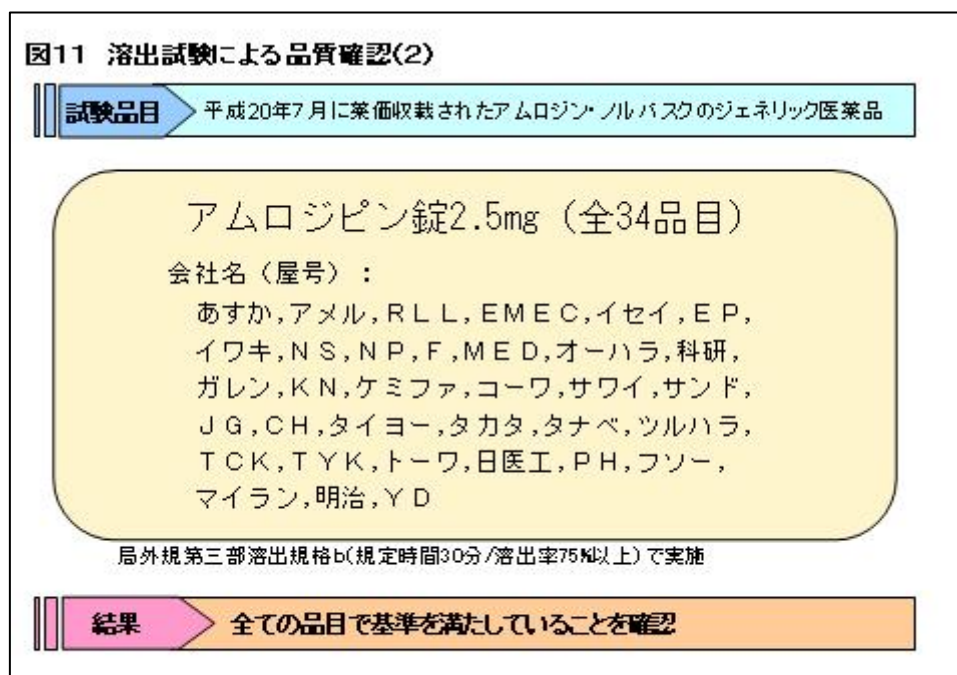 図11 溶出試験による品質確認(2)
試験品目
平成20年7月に薬価収載されたアムロジン・ノルバスクのジェネリック医薬品
アムロジピン錠2.5mg（全34品目）
会社名（屋号）：
あすか,アメル,ＲＬＬ,ＥＭＥＣ,イセイ,ＥＰ,
イワキ,ＮＳ,ＮＰ,Ｆ,ＭＥＤ,オーハラ,科研,
ガレン,ＫＮ,ケミファ,コーワ,サワイ,サンド,
ＪＧ,ＣＨ,タイヨー,タカタ,タナベ,ツルハラ,
ＴＣＫ,ＴＹＫ,トーワ,日医工,ＰＨ,フソー,
マイラン,明治,ＹＤ
局外規第三部溶出規格b(規定時間30分/溶出率75%以上)で実施
結果
全ての品目で基準を満たしていることを確認